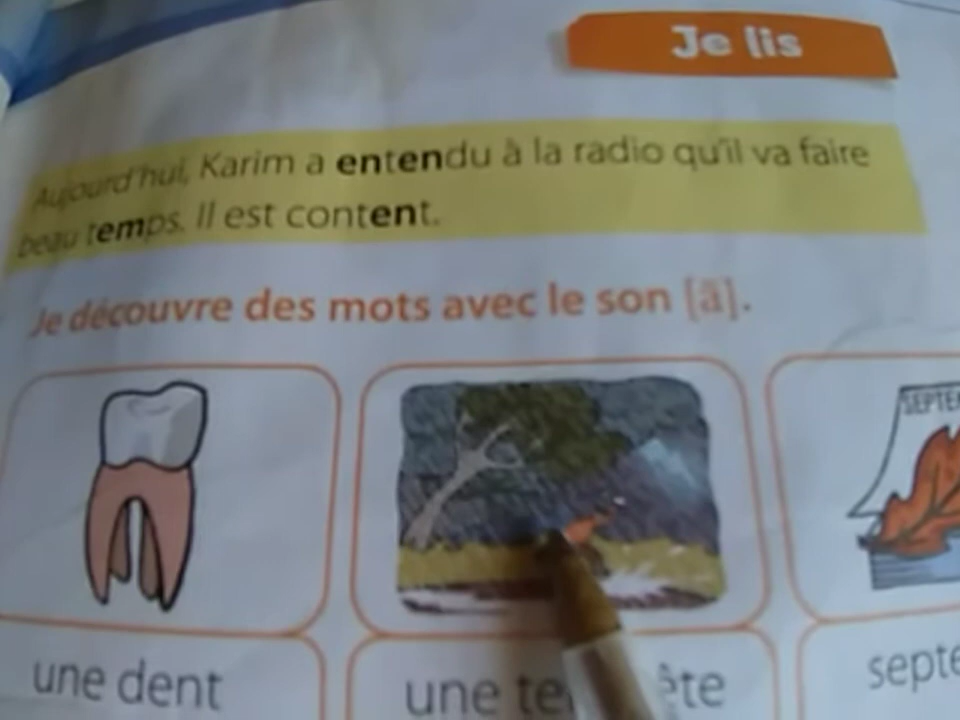 Je lis
Aujourd'hui, Karim a entendu à la radio qu'il va faire
beau temps. Il est content.
Je découvre des mots avec le son [ã].
une dent
une